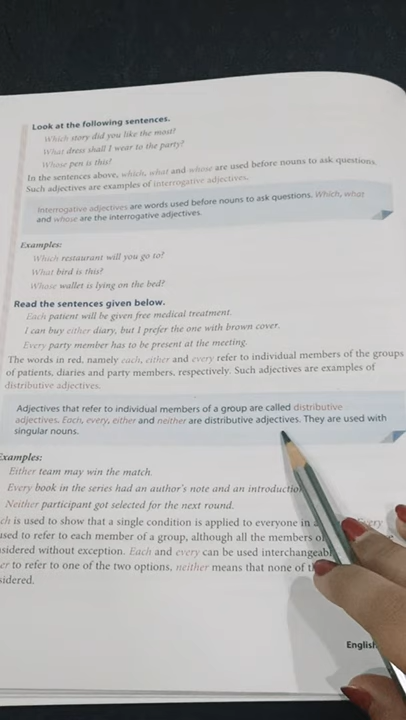 Look at the following sentences.
Which story did you like the most?
What dress shall I wear to the party?
Whose pen is this?
In the sentences above, which, what and whose are used before nouns to ask questions.
Such adjectives are examples of interrogative adjectives.
Interrogative adjectives are words used before nouns to ask questions. Which, what
and whose are the interrogative adjectives.
Examples:
Which restaurant will you go to?
What bird is this?
Whose wallet is lying on the bed?
Read the sentences given below.
Each patient will be given free medical treatment.
I can buy either diary, but I prefer the one with brown cover.
Every party member has to be present at the meeting.
The words in red, namely each, either and every refer to individual members of the groups
of patients, diaries and party members, respectively. Such adjectives are examples of
distributive adjectives.
Adjectives that refer to individual members of a group are called distributive
adjectives. Each, every, either and neither are distributive adjectives. They are used with
singular nouns.
Examples:
Either team may win the match.
Every book in the series had an author's note and an introductio
Neither participant got selected for the next round.
ch is used to show that a single condition is applied to everyone in a
used to refer to each member of a group, although all the members o
sidered without exception. Each and every can be used interchangeab
er to refer to one of the two options, neither means that none of t
sidered.
English